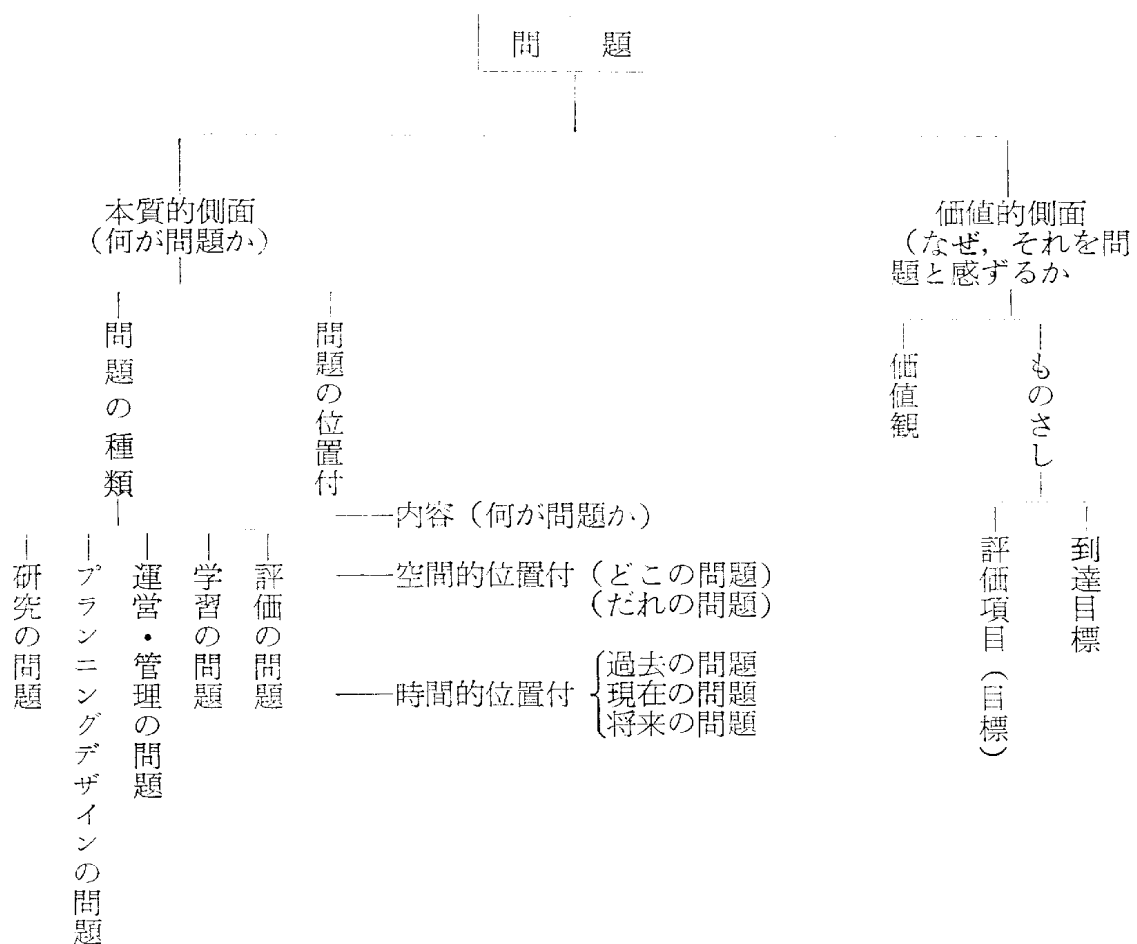 問 題
本質的側面
(何が問題か)
問題の種類
研究の問題
プランニングデザインの問題
運営・管理の問題
学習の問題
評価の問題
問題の位置付
内容(何が問題か)
空間的位置付(どこの問題)
(だれの問題)
時間的位置付
過去の問題
現在の問題
将来の問題
価値的側面
(なぜ,それを問
題と感ずるか
価値観
ものさし
評価項目(目標)
到達目標